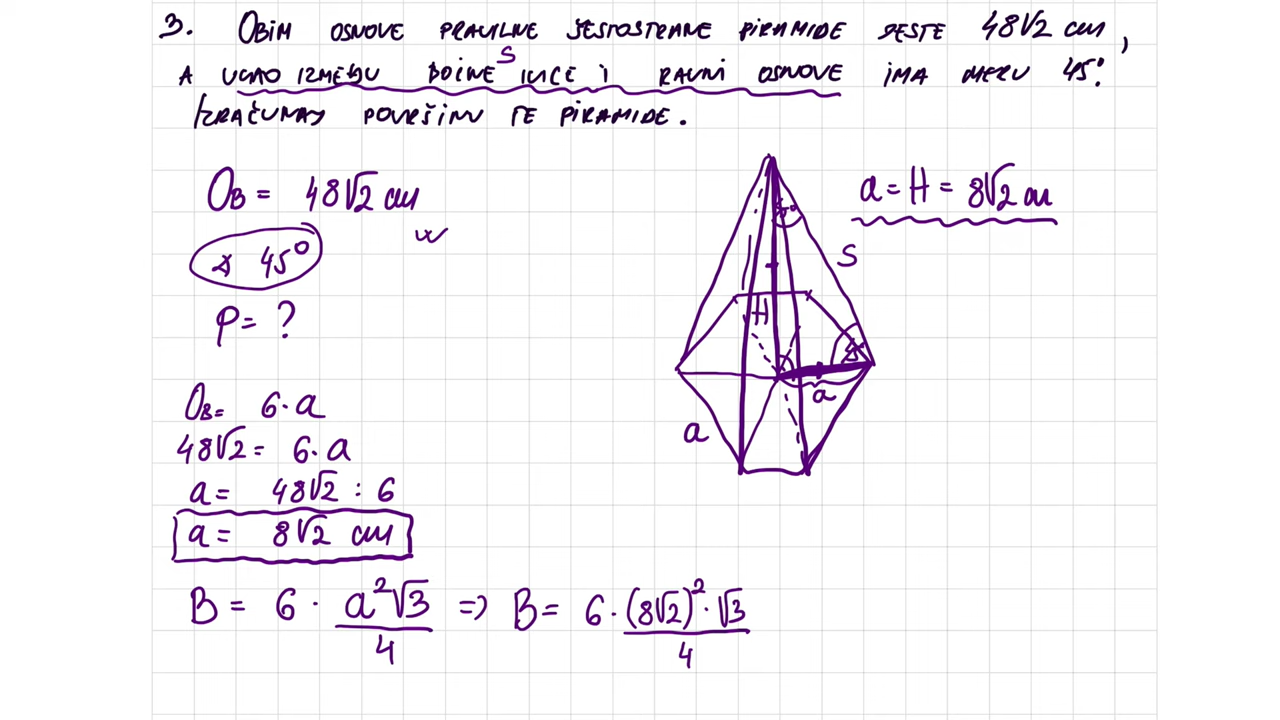 3. OBIM OSNOVE PRAVILNE ŠESTOSTRANE PIRAMIDE JESTE 48√2 cm,
A UGAO IZMEĐU BOČNE IVICE I RAVNI OSNOVE IMA MERU 45°.
S
IZRAČUNAJ POVRŠINU TE PIRAMIDE.
O_B = 48√2 cm
∢ 45°
P = ?
O_B = 6·a
48√2 = 6·a
a = 48√2 : 6
a = 8√2 cm
B = 6 · a²√3/4 ⇒ B = 6 · (8√2)²·√3/4
a = H = 8√2 cm
S
H
a
a